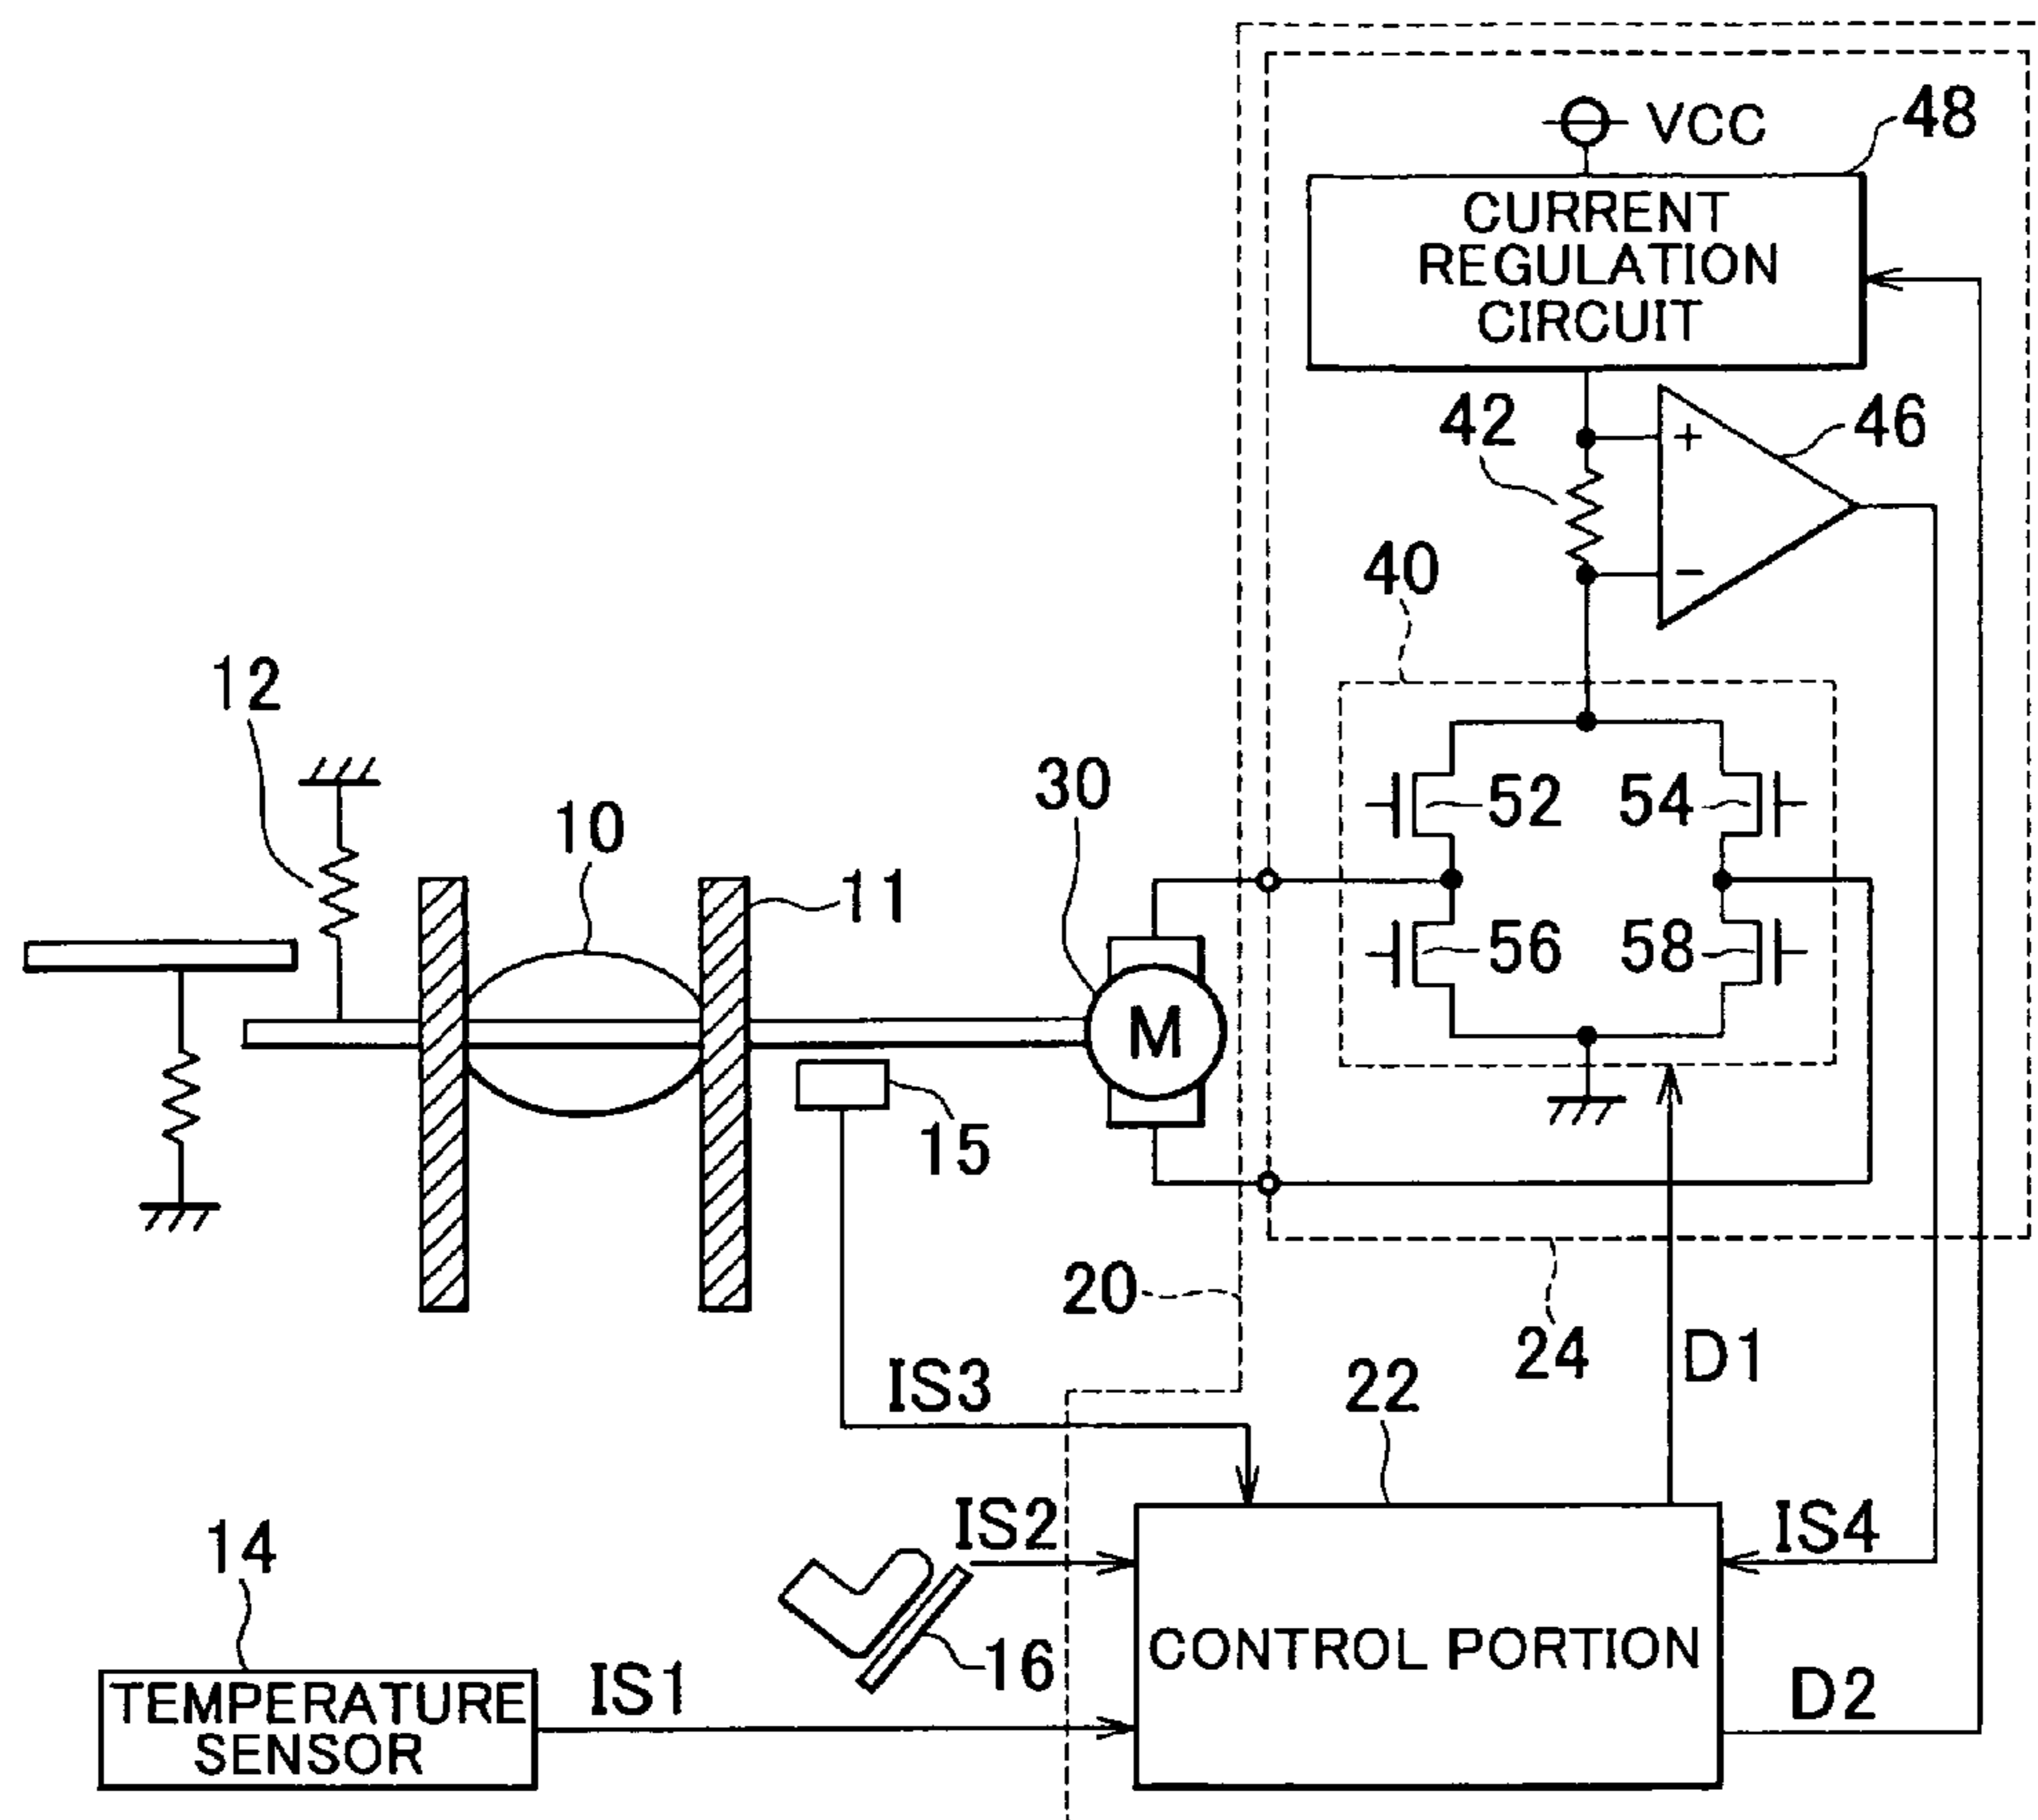 VCC
48
CURRENT
REGULATION
CIRCUIT
42
+
46
−
40
12
30
52
54
10
11
56
58
M
15
20
24
D1
IS3
22
IS2
IS4
14
16
CONTROL PORTION
TEMPERATURE
SENSOR
IS1
D2